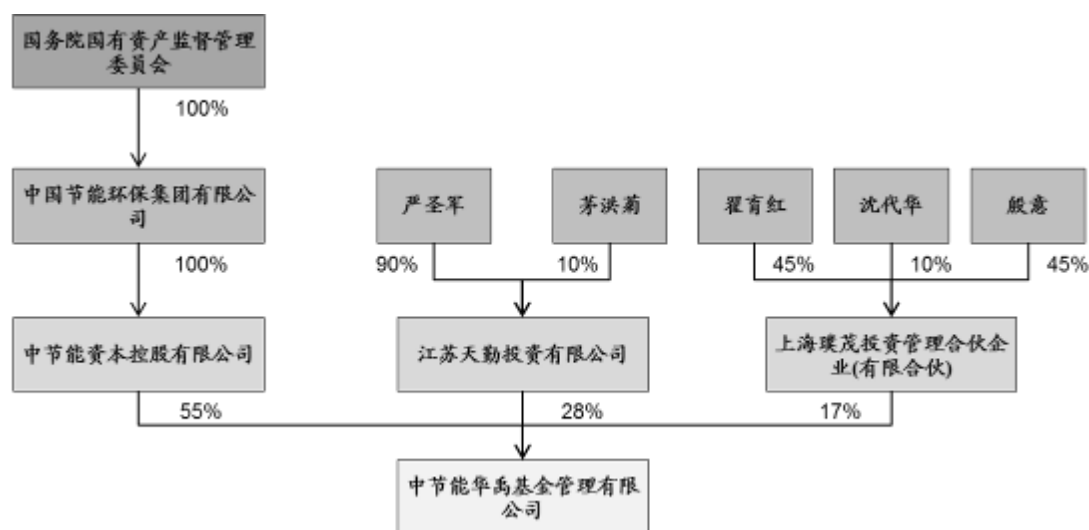 国务院国有资产监督管理
委員会
100%
中国节能环保集团有限公
司
严圣军
茅洪菊
翟育红
沈代华
殷意
100%
90%
10%
45%
10%
45%
中节能资本控股有限公司
江苏天勤投资有限公司
上海璞茂投资管理合伙企
业(有限合伙)
55%
28%
17%
中节能华禹基金管理有限
公司